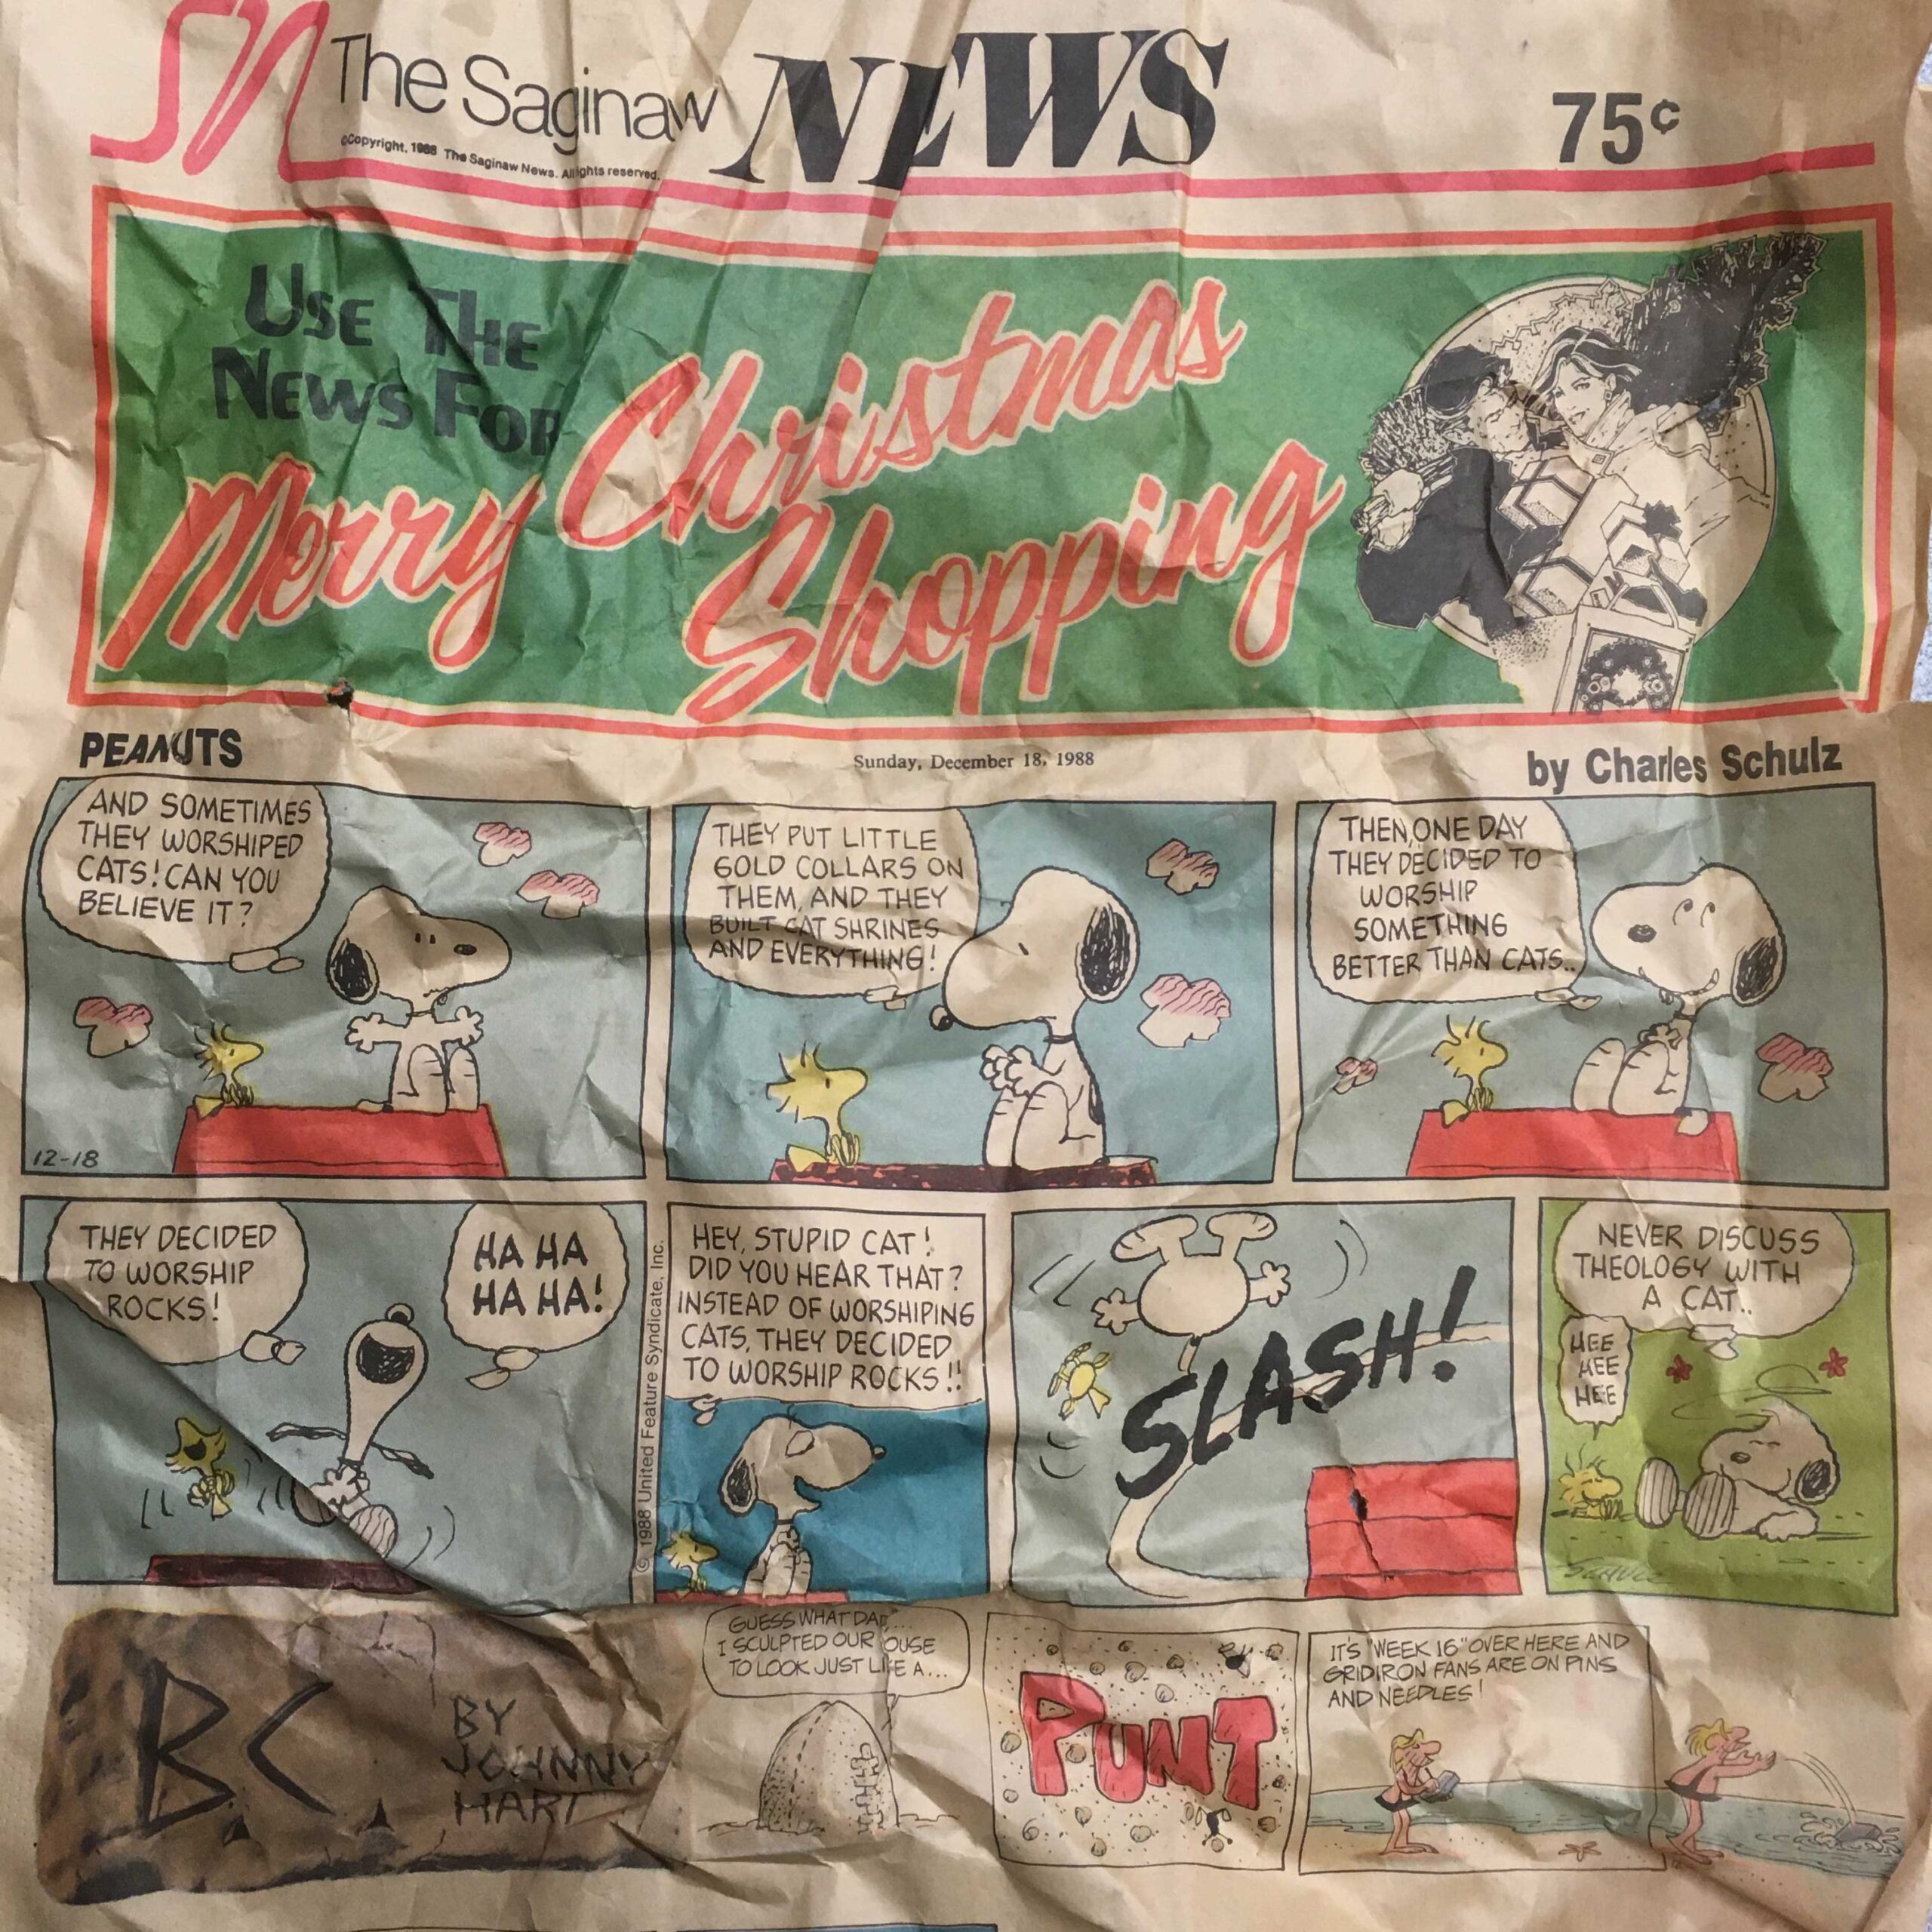 sn The Saginaw NEWS
75¢
©Copyright, 1988 The Saginaw News. All ights reserved.
USE THE
NEWS FOR
Merry Christmas
Shopping
PEANUTS
Sunday, December 18, 1988
by Charles Schulz
AND SOMETIMES
THEY WORSHIPED
CATS! CAN YOU
BELIEVE IT?
12-18
THEY PUT LITTLE
GOLD COLLARS ON
THEM, AND THEY
BUILT CAT SHRINES
AND EVERYTHING!
THEN, ONE DAY
THEY DECIDED TO
WORSHIP
SOMETHING
BETTER THAN CATS..
THEY DECIDED
TO WORSHIP
ROCKS!
HA HA
HA HA!
© 1988 United Feature Syndicate, Inc.
HEY, STUPID CAT!
DID YOU HEAR THAT?
INSTEAD OF WORSHIPING
CATS, THEY DECIDED
TO WORSHIP ROCKS!!
SLASH!
NEVER DISCUSS
THEOLOGY WITH
A CAT..
HEE
HEE
HEE
SCHULZ
BC
BY
JOHNNY
HART
GUESS WHAT DAD...
I SCULPTED OUR OUSE
TO LOOK JUST LIKE A...
PUNT
IT'S "WEEK 16" OVER HERE AND
GRIDIRON FANS ARE ON PINS
AND NEEDLES!